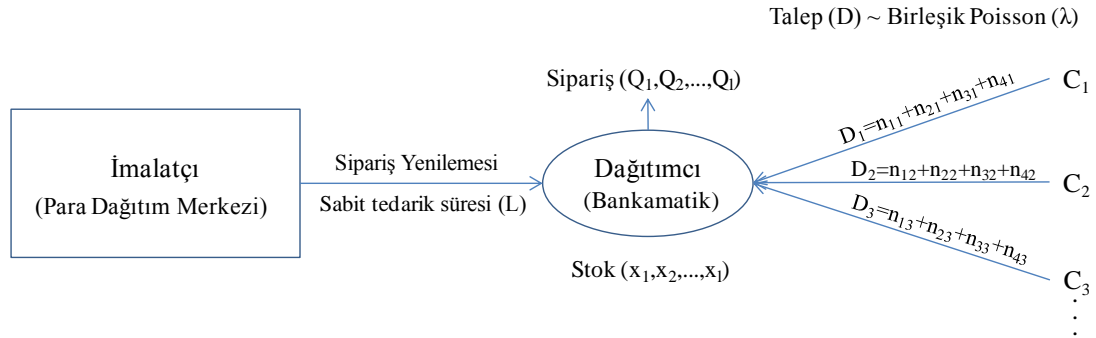 Talep (D) ~ Birleşik Poisson (λ)
Sipariş (Q₁,Q₂,...,Qₗ)
C₁
D₁=n₁₁+n₂₁+n₃₁+n₄₁
İmalatçı
(Para Dağıtım Merkezi)
Sipariş Yenilemesi
Sabit tedarik süresi (L)
Dağıtımcı
(Bankamatik)
D₂=n₁₂+n₂₂+n₃₂+n₄₂
C₂
D₃=n₁₃+n₂₃+n₃₃+n₄₃
Stok (x₁,x₂,...,xₗ)
C₃